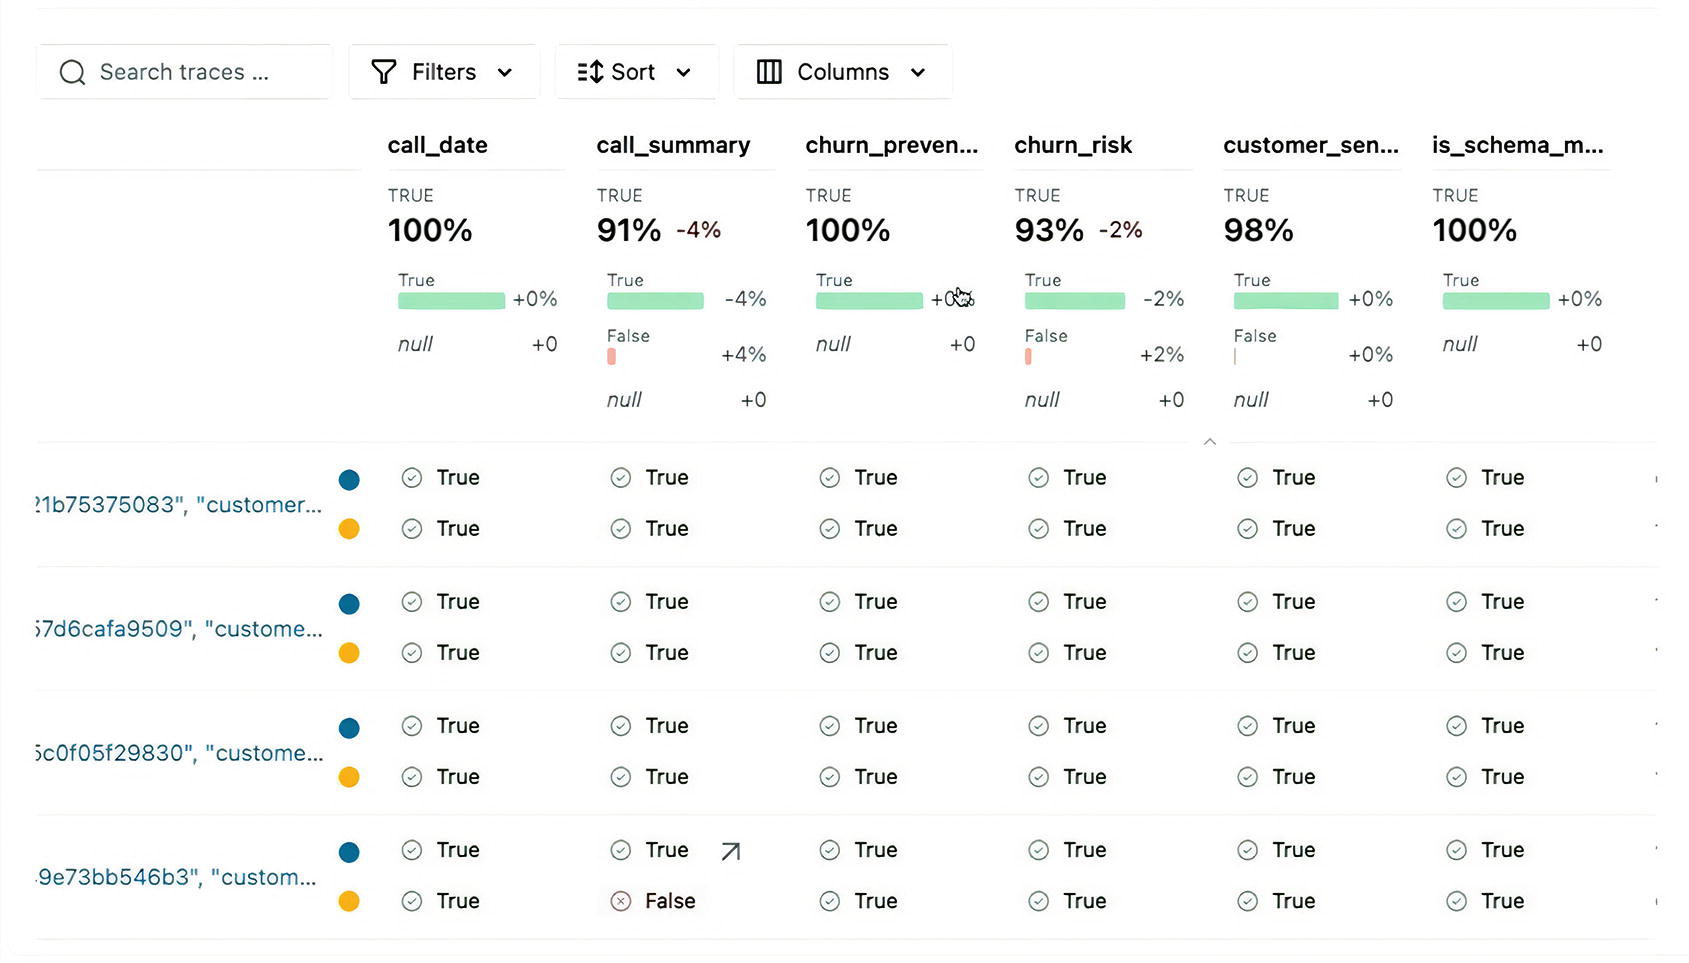 Search traces ... Filters Sort Columns
call_date call_summary churn_preven... churn_risk customer_sen... is_schema_m...
TRUE TRUE TRUE TRUE TRUE TRUE
100% 91% -4% 100% 93% -2% 98% 100%
True True True True True True
+0% -4% -2% +0% +0%
null +0 False null +0 False False null +0
+4% +2% +0%
null +0 null +0 null +0
True True True True True True
21b75375083", "customer...
True True True True True True
True True True True True True
57d6cafa9509", "custome...
True True True True True True
True True True True True True
5c0f05f29830", "custome...
True True True True True True
True True True True True True
9e73bb546b3", "custom...
True False True True True True